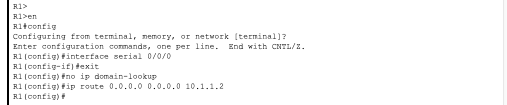 R1>
R1>en
R1#config
Configuring from terminal, memory, or network [terminal]?
Enter configuration commands, one per line.  End with CNTL/Z.
R1(config)#interface serial 0/0/0
R1(config-if)#exit
R1(config)#no ip domain-lookup
R1(config)#ip route 0.0.0.0 0.0.0.0 10.1.1.2
R1(config)#